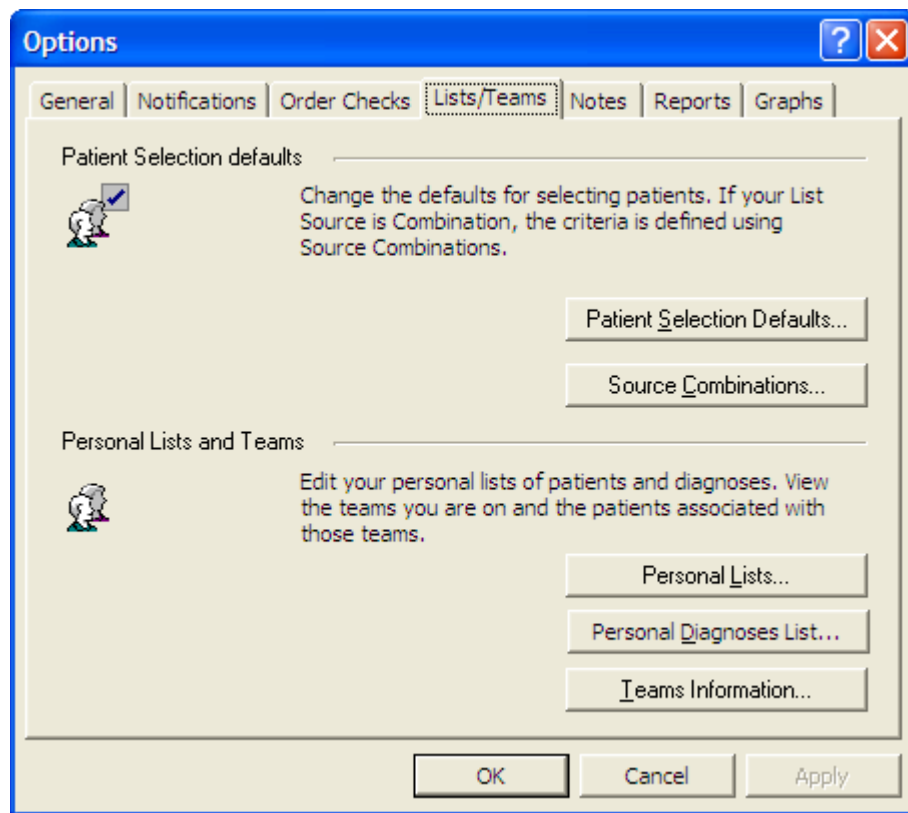 Options
General Notifications Order Checks Lists/Teams Notes Reports Graphs
Patient Selection defaults
Change the defaults for selecting patients. If your List
Source is Combination, the criteria is defined using
Source Combinations.
Patient Selection Defaults...
Source Combinations...
Personal Lists and Teams
Edit your personal lists of patients and diagnoses. View
the teams you are on and the patients associated with
those teams.
Personal Lists...
Personal Diagnoses List...
Teams Information...
OK Cancel Apply